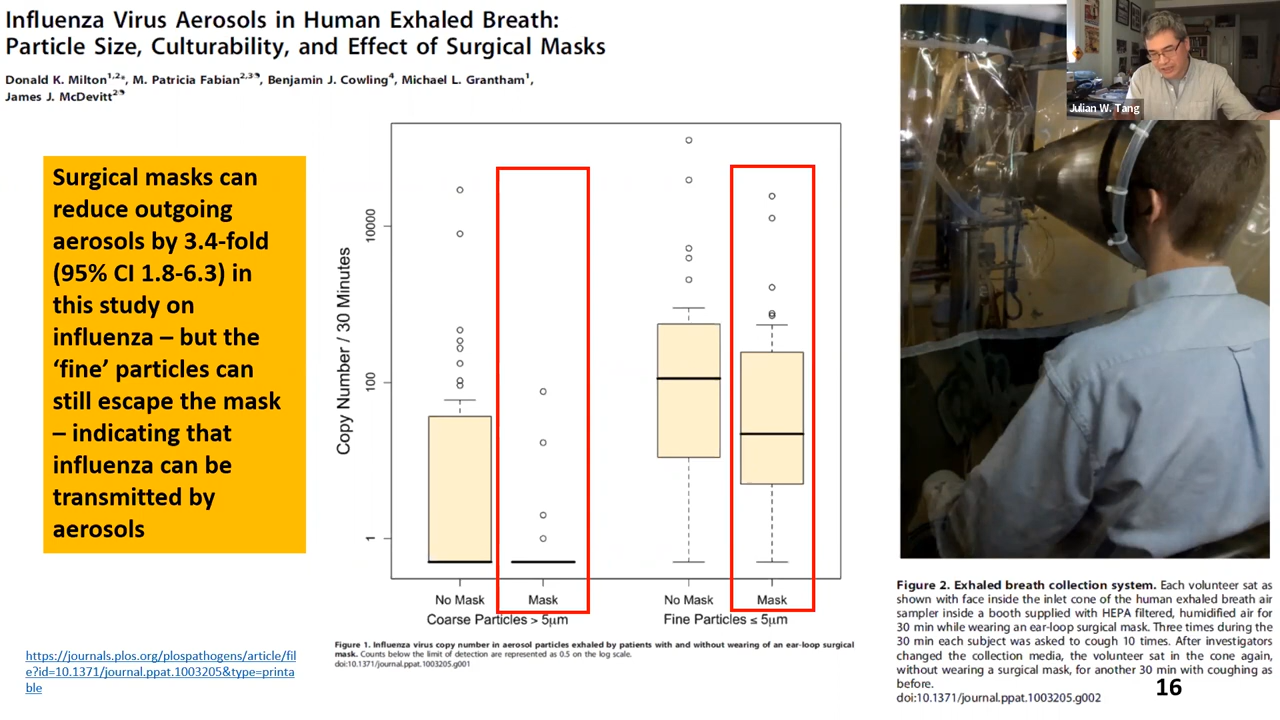 Influenza Virus Aerosols in Human Exhaled Breath:
Particle Size, Culturability, and Effect of Surgical Masks
Donald K. Milton1,2*, M. Patricia Fabian2,3¶, Benjamin J. Cowling4, Michael L. Grantham1,
James J. McDevitt2¶
Julian W. Tang
Surgical masks can
reduce outgoing
aerosols by 3.4-fold
(95% CI 1.8-6.3) in
this study on
influenza – but the
‘fine’ particles can
still escape the mask
– indicating that
influenza can be
transmitted by
aerosols
Copy Number / 30 Minutes
10000
100
1
No Mask
Mask
No Mask
Mask
Coarse Particles > 5μm
Fine Particles ≤ 5μm
Figure 1. Influenza virus copy number in aerosol particles exhaled by patients with and without wearing of an ear-loop surgical
mask. Counts below the limit of detection are represented as 0.5 on the log scale.
doi:10.1371/journal.ppat.1003205.g001
https://journals.plos.org/plospathogens/article/fil
e?id=10.1371/journal.ppat.1003205&type=printa
ble
Figure 2. Exhaled breath collection system. Each volunteer sat as
shown with face inside the inlet cone of the human exhaled breath air
sampler inside a booth supplied with HEPA filtered, humidified air for
30 min while wearing an ear-loop surgical mask. Three times during the
30 min each subject was asked to cough 10 times. After investigators
changed the collection media, the volunteer sat in the cone again,
without wearing a surgical mask, for another 30 min with coughing as
before.
doi:10.1371/journal.ppat.1003205.g002
16